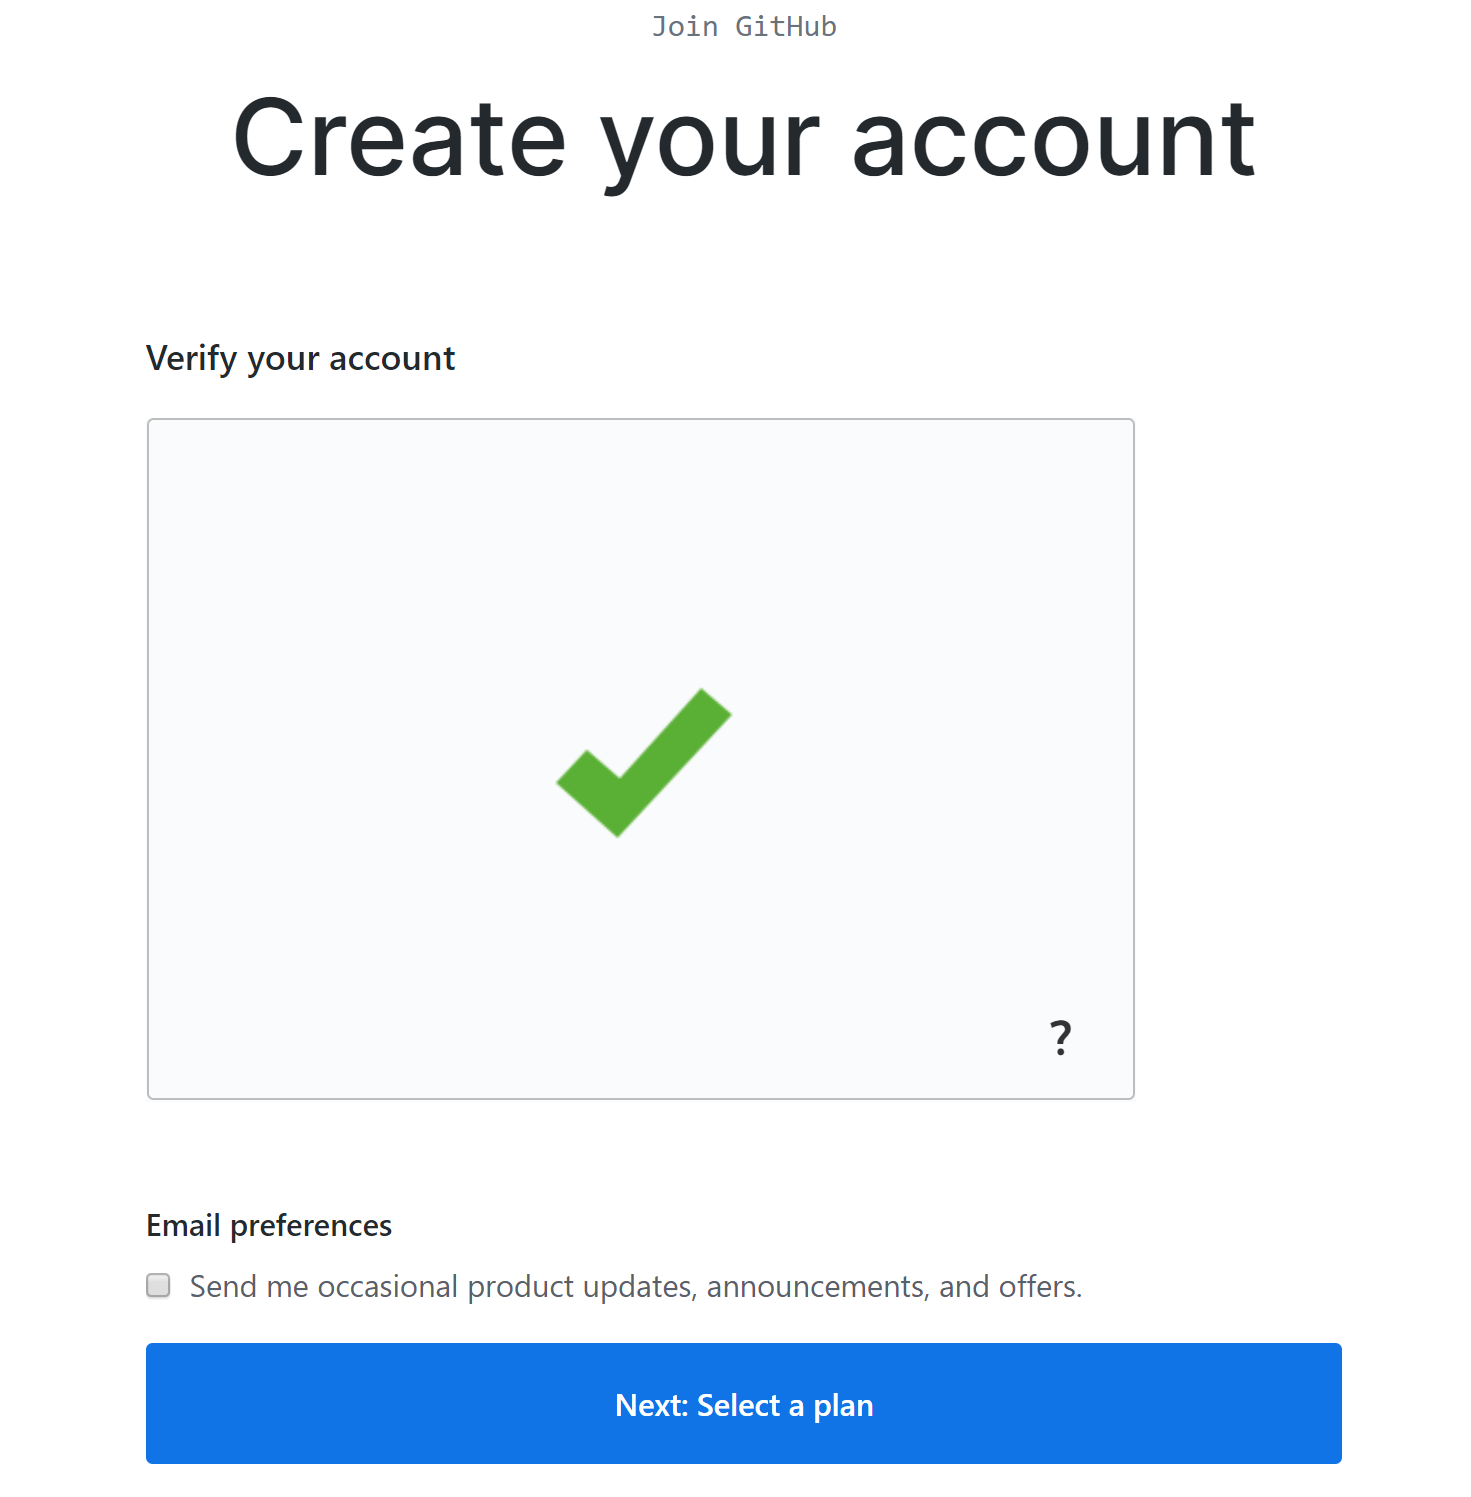 Join GitHub
Create your account
Verify your account
?
Email preferences
Send me occasional product updates, announcements, and offers.
Next: Select a plan